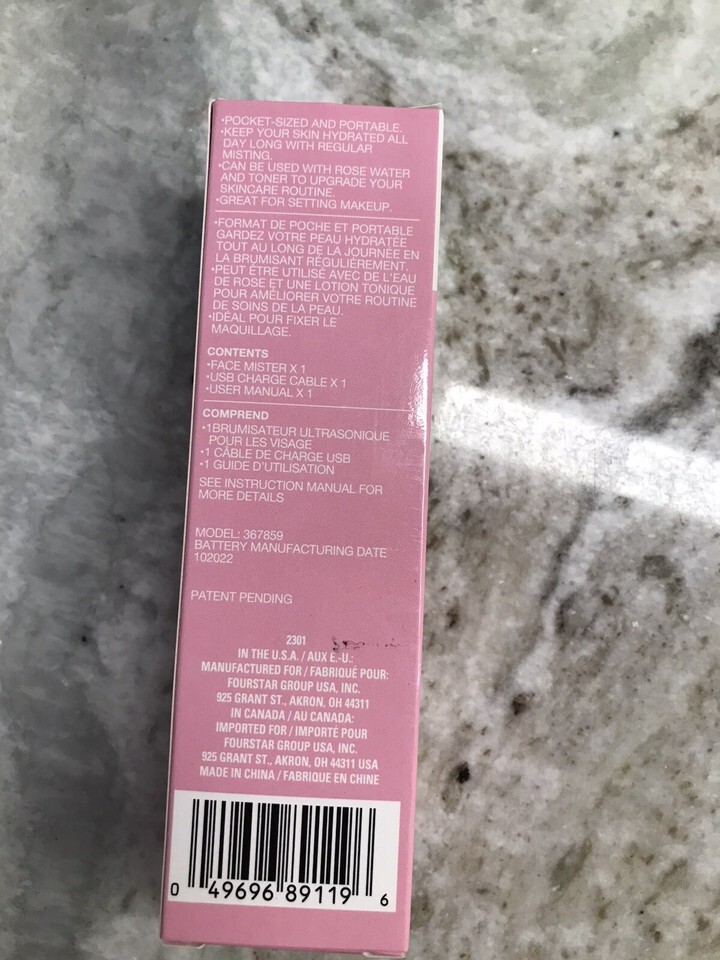 •POCKET-SIZED AND PORTABLE.
•KEEP YOUR SKIN HYDRATED ALL
DAY LONG WITH REGULAR
MISTING.
•CAN BE USED WITH ROSE WATER
AND TONER TO UPGRADE YOUR
SKINCARE ROUTINE.
•GREAT FOR SETTING MAKEUP.
•FORMAT DE POCHE ET PORTABLE
GARDEZ VOTRE PEAU HYDRATÉE
TOUT AU LONG DE LA JOURNÉE EN
LA BRUMISANT RÉGULIÈREMENT.
•PEUT ÊTRE UTILISÉ AVEC DE L'EAU
DE ROSE ET UNE LOTION TONIQUE
POUR AMÉLIORER VOTRE ROUTINE
DE SOINS DE LA PEAU.
•IDÉAL POUR FIXER LE
MAQUILLAGE.
CONTENTS
•FACE MISTER X 1
•USB CHARGE CABLE X 1
•USER MANUAL X 1
COMPREND
•1BRUMISATEUR ULTRASONIQUE
POUR LES VISAGE
•1 CÂBLE DE CHARGE USB
•1 GUIDE D'UTILISATION
SEE INSTRUCTION MANUAL FOR
MORE DETAILS
MODEL: 367859
BATTERY MANUFACTURING DATE
102022
PATENT PENDING
2301
IN THE U.S.A. / AUX É.-U.:
MANUFACTURED FOR / FABRIQUÉ POUR:
FOURSTAR GROUP USA, INC.
925 GRANT ST., AKRON, OH 44311
IN CANADA / AU CANADA:
IMPORTED FOR / IMPORTÉ POUR
FOURSTAR GROUP USA, INC.
925 GRANT ST., AKRON, OH 44311 USA
MADE IN CHINA / FABRIQUÉ EN CHINE
0 49696 89119 6